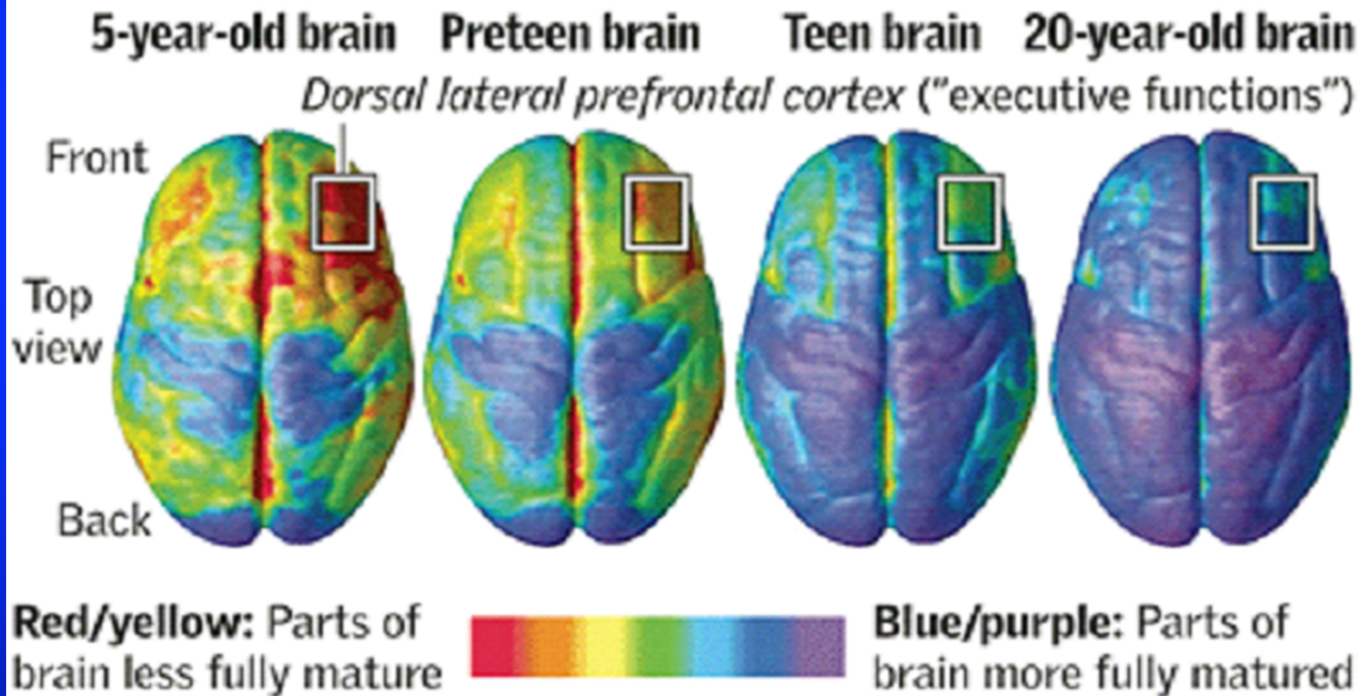 5-year-old brain Preteen brain Teen brain 20-year-old brain
Dorsal lateral prefrontal cortex ("executive functions")
Front
Top
view
Back
Red/yellow: Parts of
brain less fully mature
Blue/purple: Parts of
brain more fully matured